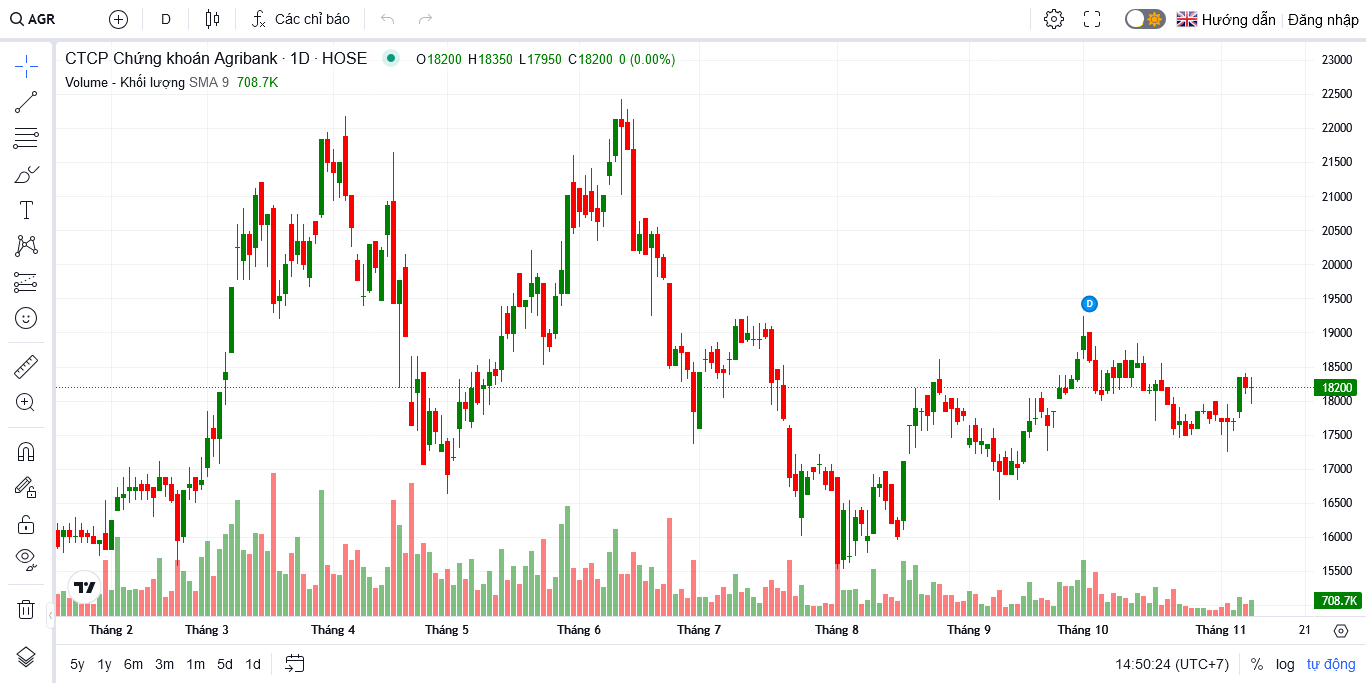 AGR D Các chỉ báo Hướng dẫn Đăng nhập
CTCP Chứng khoán Agribank · 1D · HOSE O18200 H18350 L17950 C18200 0 (0.00%)
Volume - Khối lượng SMA 9 708.7K
23000
22500
22000
21500
21000
20500
20000
19500
19000
18500
18200
18000
17500
17000
16500
16000
15500
708.7K
D
Tháng 2 Tháng 3 Tháng 4 Tháng 5 Tháng 6 Tháng 7 Tháng 8 Tháng 9 Tháng 10 Tháng 11 21
5y 1y 6m 3m 1m 5d 1d 14:50:24 (UTC+7) % log tự động